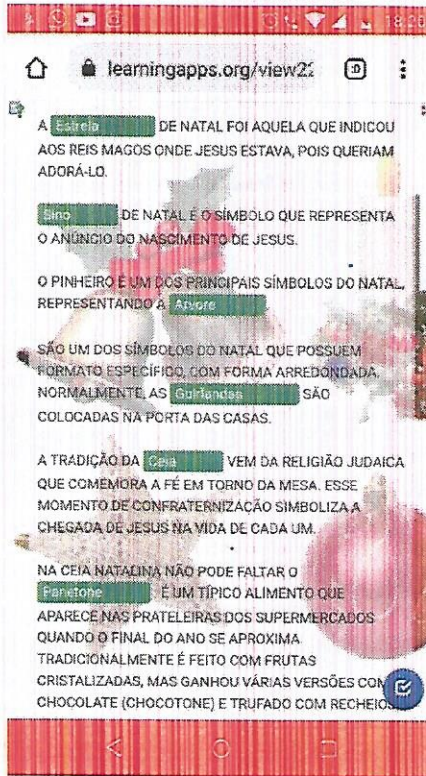 18:20
learningapps.org/view22
:D
A Estrela DE NATAL FOI AQUELA QUE INDICOU
AOS REIS MAGOS ONDE JESUS ESTAVA, POIS QUERIAM
ADORÁ-LO.
Sino DE NATAL É O SÍMBOLO QUE REPRESENTA
O ANÚNCIO DO NASCIMENTO DE JESUS.
O PINHEIRO É UM DOS PRINCIPAIS SÍMBOLOS DO NATAL,
REPRESENTANDO A Árvore
SÃO UM DOS SÍMBOLOS DO NATAL QUE POSSUEM
FORMATO ESPECÍFICO, COM FORMA ARREDONDADA,
NORMALMENTE, AS Guirlandas SÃO
COLOCADAS NA PORTA DAS CASAS.
A TRADIÇÃO DA Ceia VEM DA RELIGIÃO JUDAICA
QUE COMEMORA A FÉ EM TORNO DA MESA. ESSE
MOMENTO DE CONFRATERNIZAÇÃO SIMBOLIZA A
CHEGADA DE JESUS NA VIDA DE CADA UM.
NA CEIA NATALINA NÃO PODE FALTAR O
Panetone É UM TÍPICO ALIMENTO QUE
APARECE NAS PRATELEIRAS DOS SUPERMERCADOS
QUANDO O FINAL DO ANO SE APROXIMA
TRADICIONALMENTE É FEITO COM FRUTAS
CRISTALIZADAS, MAS GANHOU VÁRIAS VERSÕES COM
CHOCOLATE (CHOCOTONE) E TRUFADO COM RECHEIOS